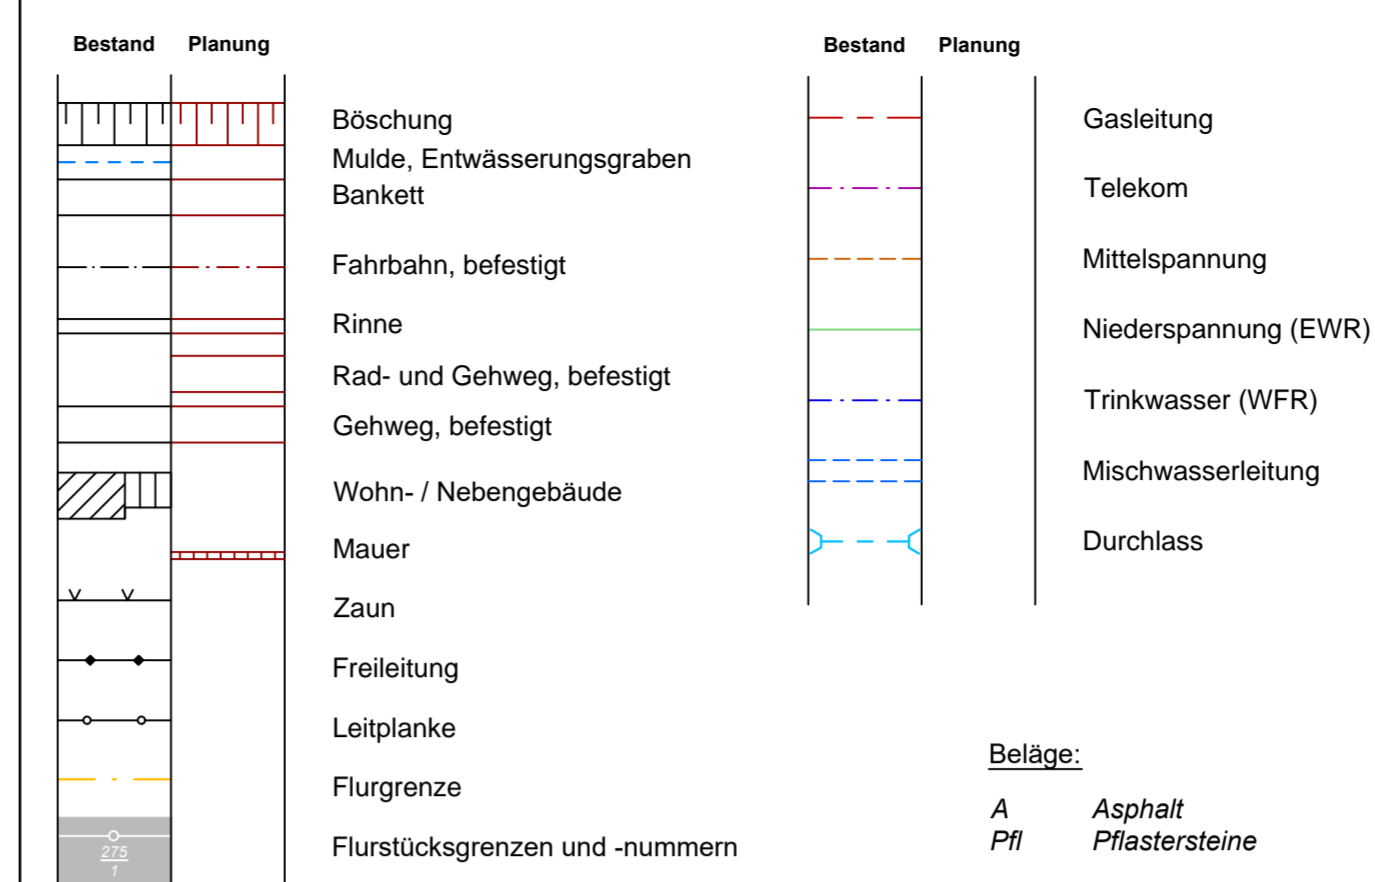 Bestand Planung
Böschung
Mulde, Entwässerungsgraben
Bankett
Fahrbahn, befestigt
Rinne
Rad- und Gehweg, befestigt
Gehweg, befestigt
Wohn- / Nebengebäude
Mauer
Zaun
Freileitung
Leitplanke
Flurgrenze
275
1
Flurstücksgrenzen und -nummern
Bestand Planung
Gasleitung
Telekom
Mittelspannung
Niederspannung (EWR)
Trinkwasser (WFR)
Mischwasserleitung
Durchlass
Beläge:
A Asphalt
Pfl Pflastersteine